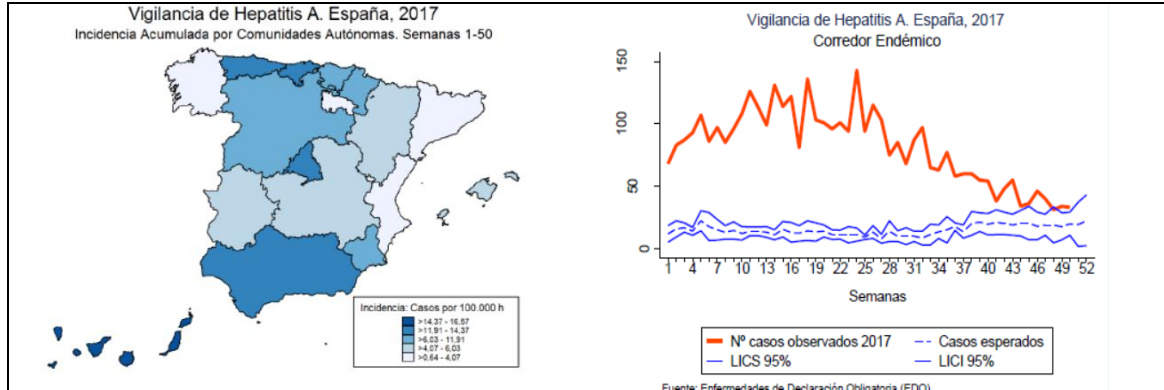 Vigilancia de Hepatitis A. España, 2017
Incidencia Acumulada por Comunidades Autónomas. Semanas 1-50
Incidencia: Casos por 100.000 h
>14,37 - 16,57
>11,91 - 14,37
>6,03 - 11,91
>4,07 - 6,03
>0,64 - 4,07
Vigilancia de Hepatitis A. España, 2017
Corredor Endémico
150
100
50
0
1 4 7 10 13 16 19 22 25 28 31 34 37 40 43 46 49 52
Semanas
Nº casos observados 2017
Casos esperados
LICS 95%
LICI 95%
Fuente: Enfermedades de Declaración Obligatoria (EDO)